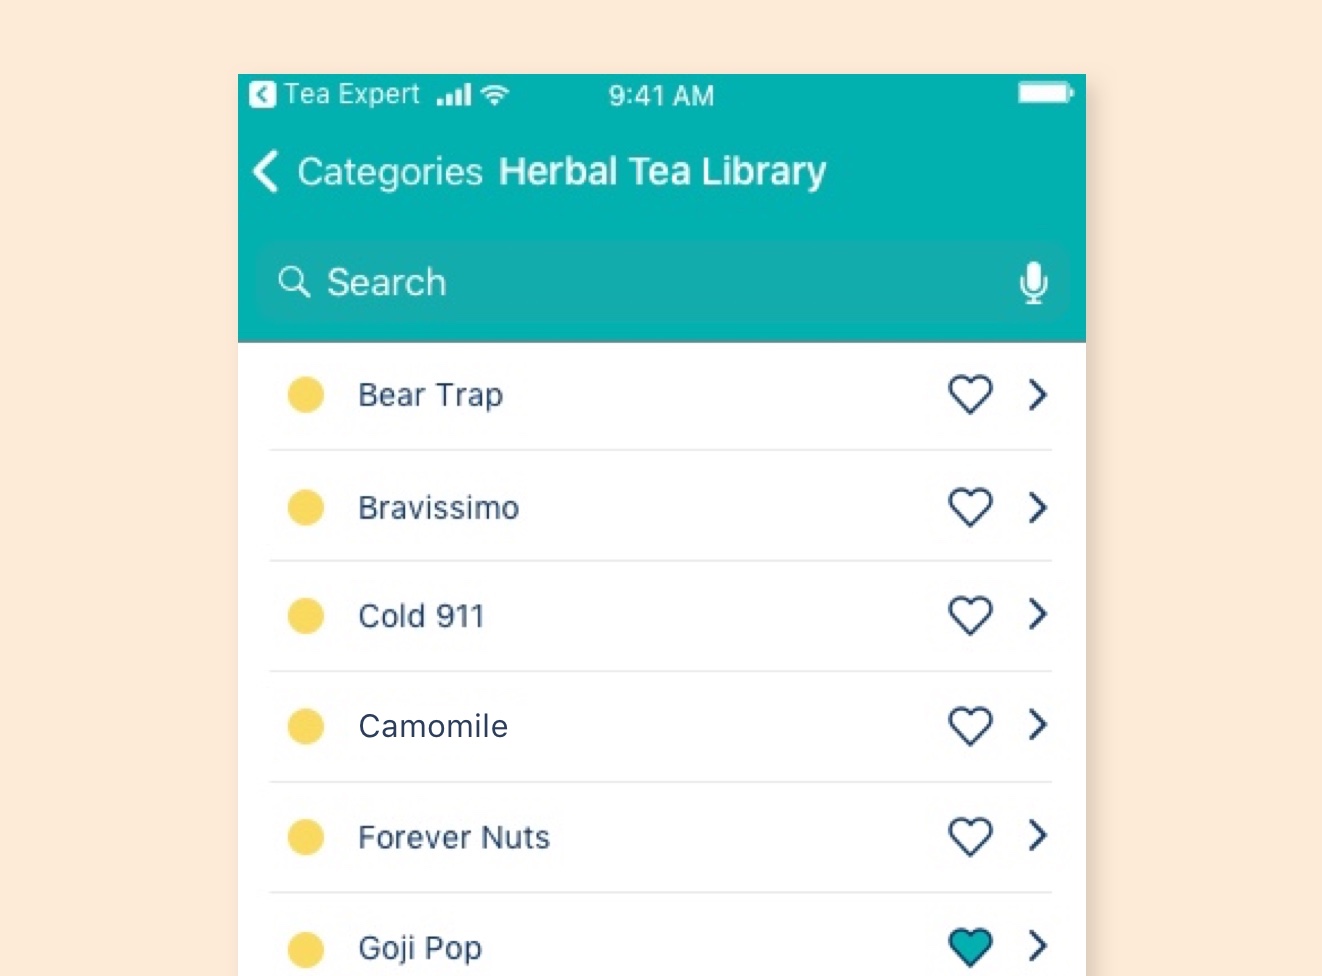 Tea Expert 9:41 AM
Categories Herbal Tea Library
Search
Bear Trap
Bravissimo
Cold 911
Camomile
Forever Nuts
Goji Pop